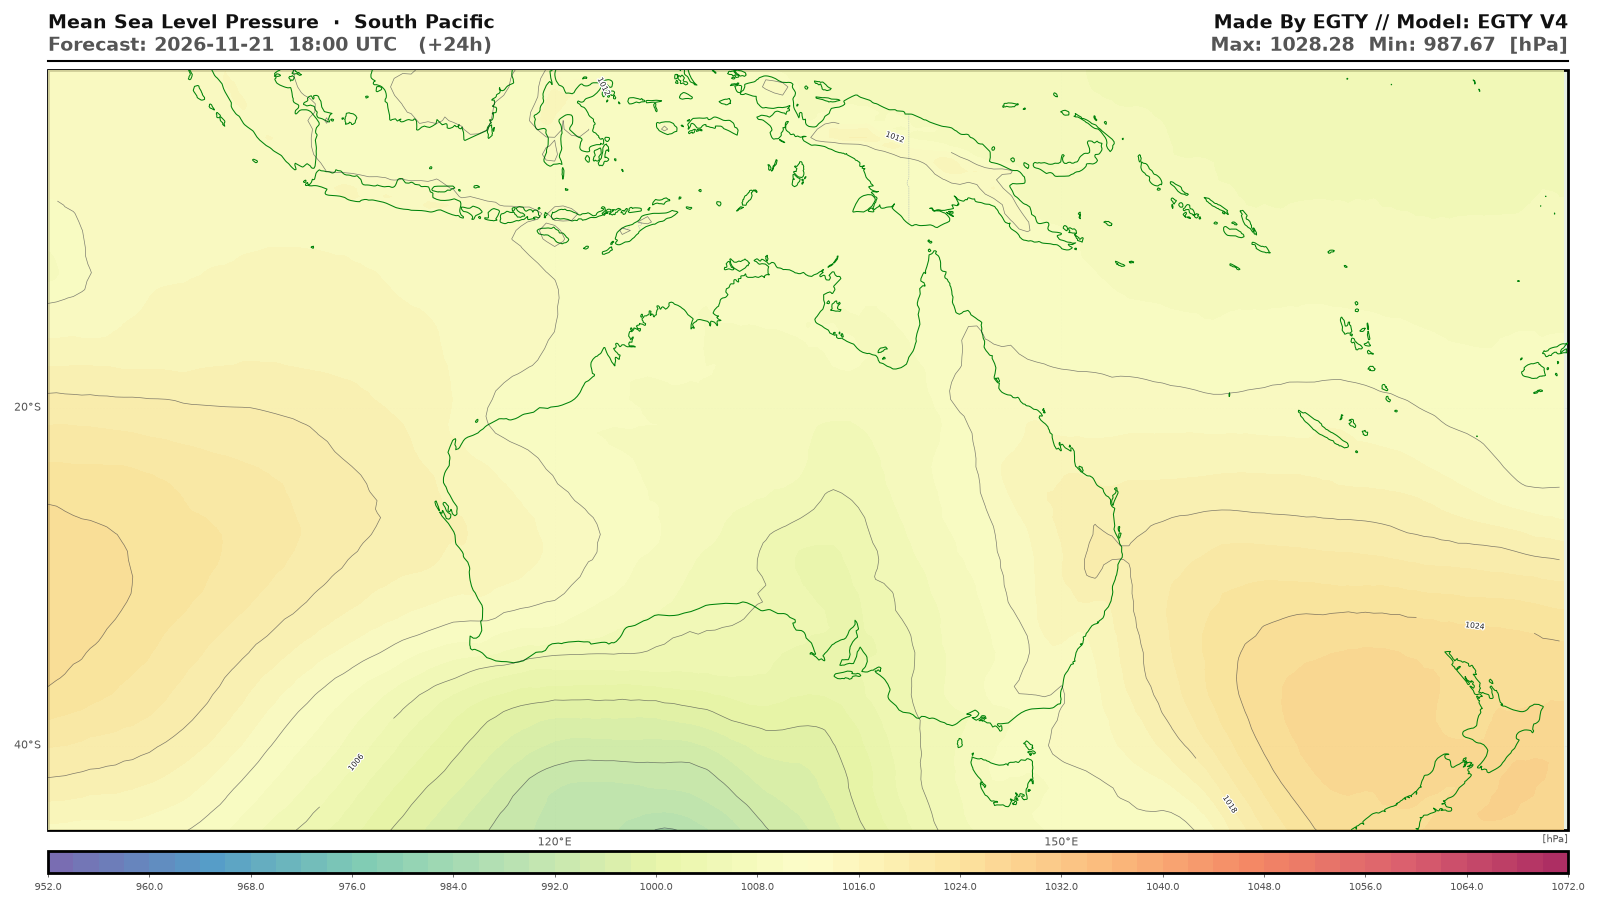 Mean Sea Level Pressure · South Pacific
Made By EGTY // Model: EGTY V4
Forecast: 2026-11-21 18:00 UTC (+24h)
Max: 1028.28 Min: 987.67 [hPa]
1012
1012
20°S
1024
40°S
1006
1018
120°E
150°E
[hPa]
952.0 960.0 968.0 976.0 984.0 992.0 1000.0 1008.0 1016.0 1024.0 1032.0 1040.0 1048.0 1056.0 1064.0 1072.0